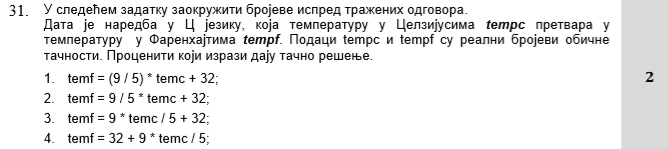 31. У следећем задатку заокружити бројеве испред тражених одговора.
Дата је наредба у Ц језику, која температуру у Целзијусима tempc претвара у
температуру у Фаренхајтима tempf. Подаци tempc и tempf су реални бројеви обичне
тачности. Проценити који изрази дају тачно решење.
1. temf = (9 / 5) * temc + 32;
2. temf = 9 / 5 * temc + 32;
3. temf = 9 * temc / 5 + 32;
4. temf = 32 + 9 * temc / 5;
2